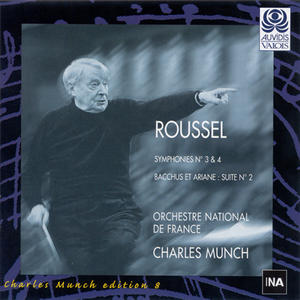 AUVIDIS
VALOIS
ROUSSEL
SYMPHONIES N° 3 & 4
BACCHUS ET ARIANE : SUITE N° 2
ORCHESTRE NATIONAL
DE FRANCE
CHARLES MUNCH
Charles Munch edition 8
INA